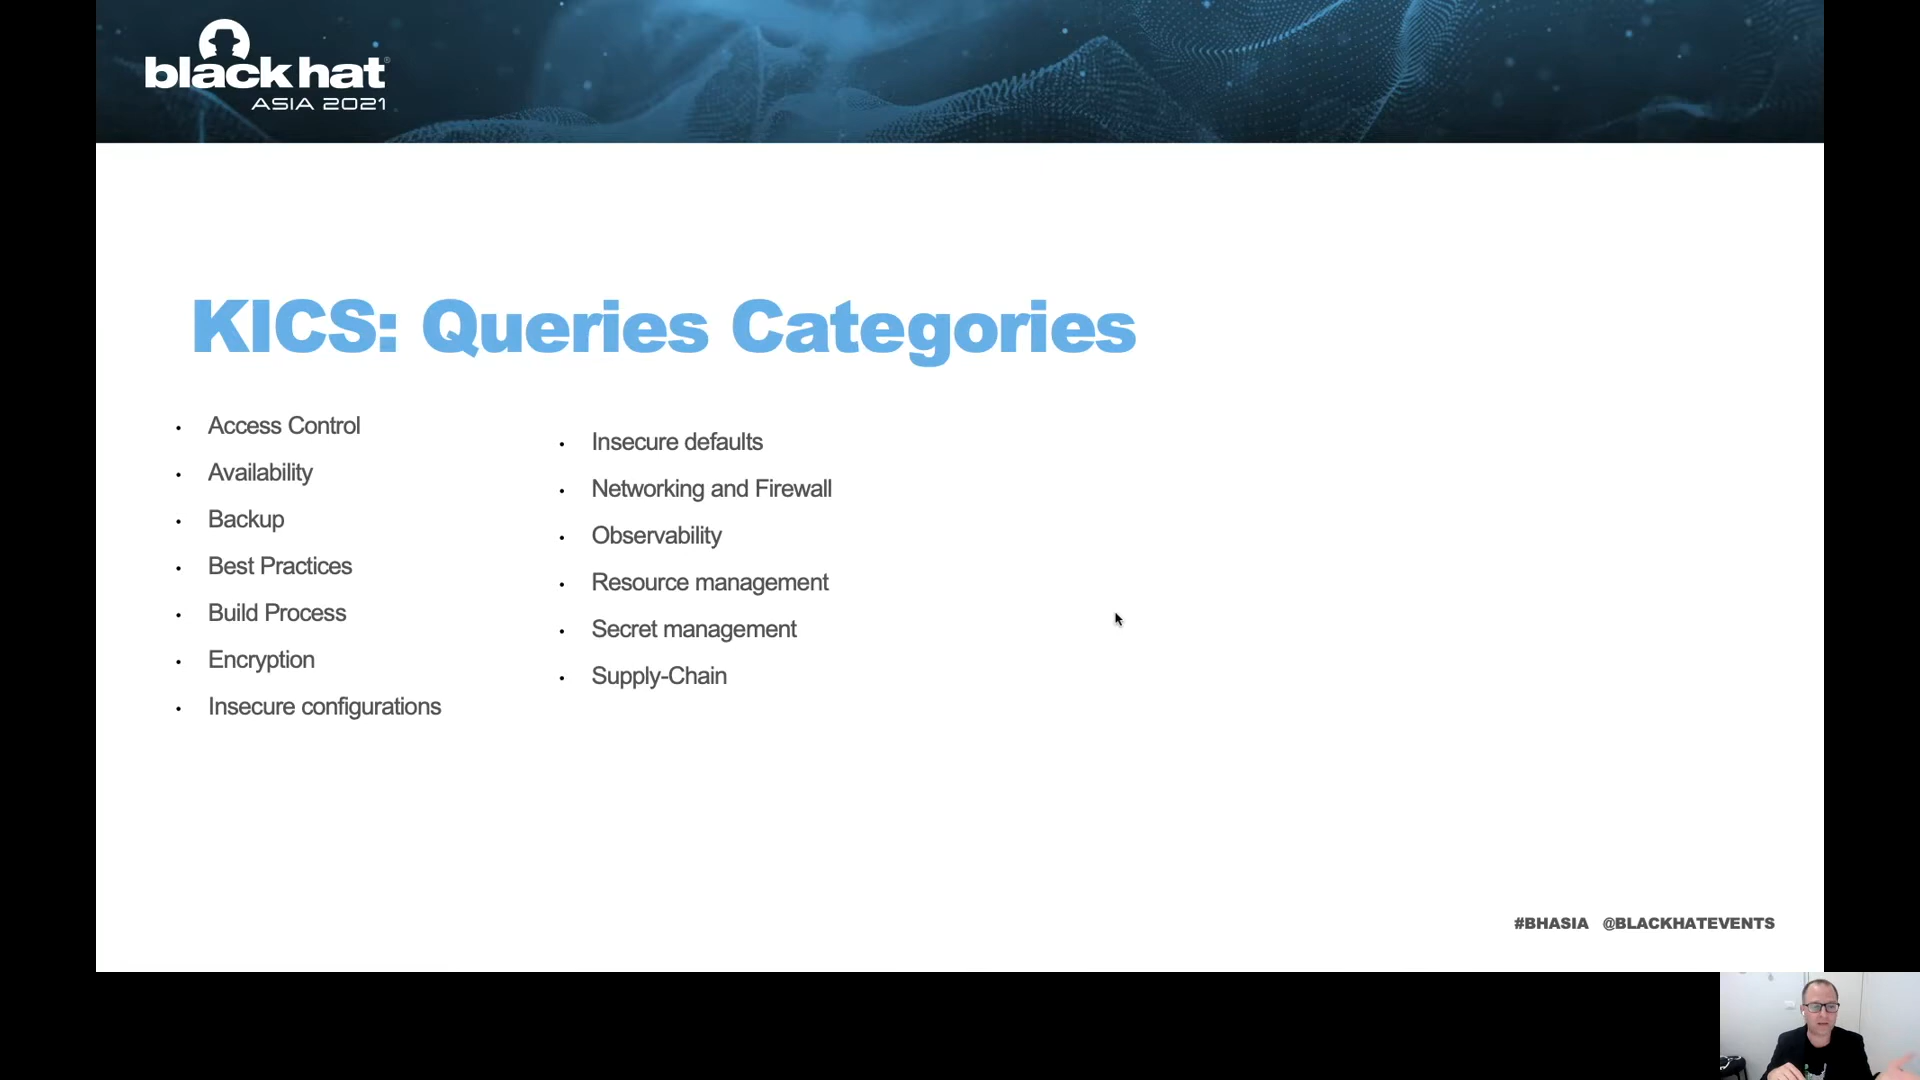 black hat®
ASIA 2021
KICS: Queries Categories
• Access Control
• Availability
• Backup
• Best Practices
• Build Process
• Encryption
• Insecure configurations
• Insecure defaults
• Networking and Firewall
• Observability
• Resource management
• Secret management
• Supply-Chain
#BHASIA @BLACKHATEVENTS